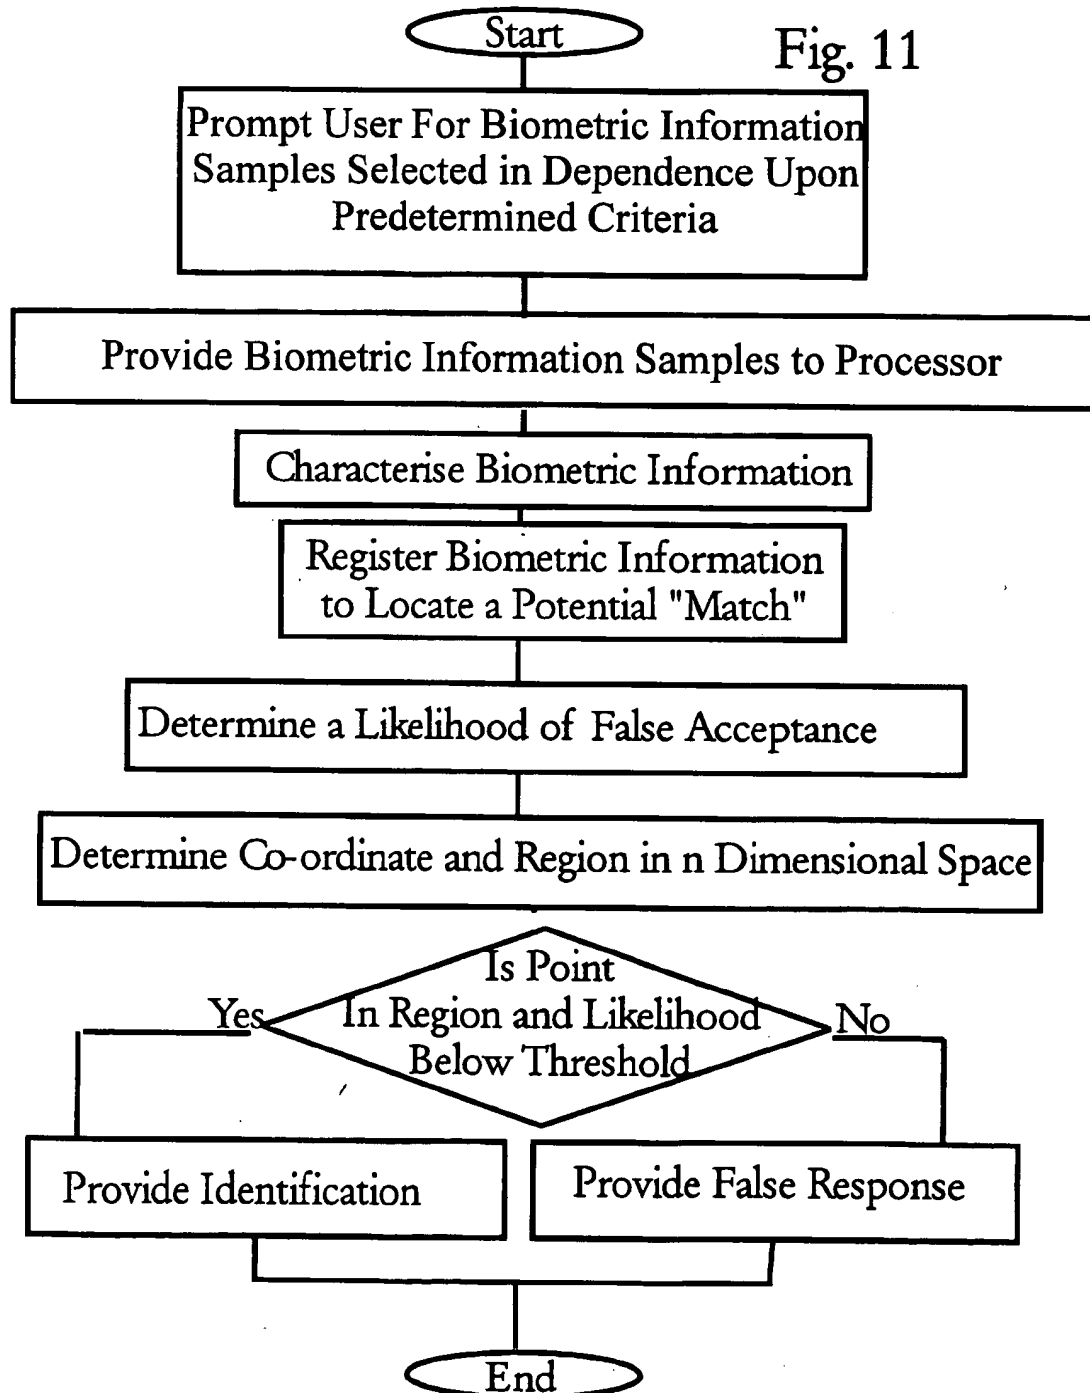 Start
Fig. 11
Prompt User For Biometric Information
Samples Selected in Dependence Upon
Predetermined Criteria
Provide Biometric Information Samples to Processor
Characterise Biometric Information
Register Biometric Information
to Locate a Potential "Match"
Determine a Likelihood of False Acceptance
Determine Co-ordinate and Region in n Dimensional Space
Is Point
In Region and Likelihood
Below Threshold
Yes
No
Provide Identification
Provide False Response
End